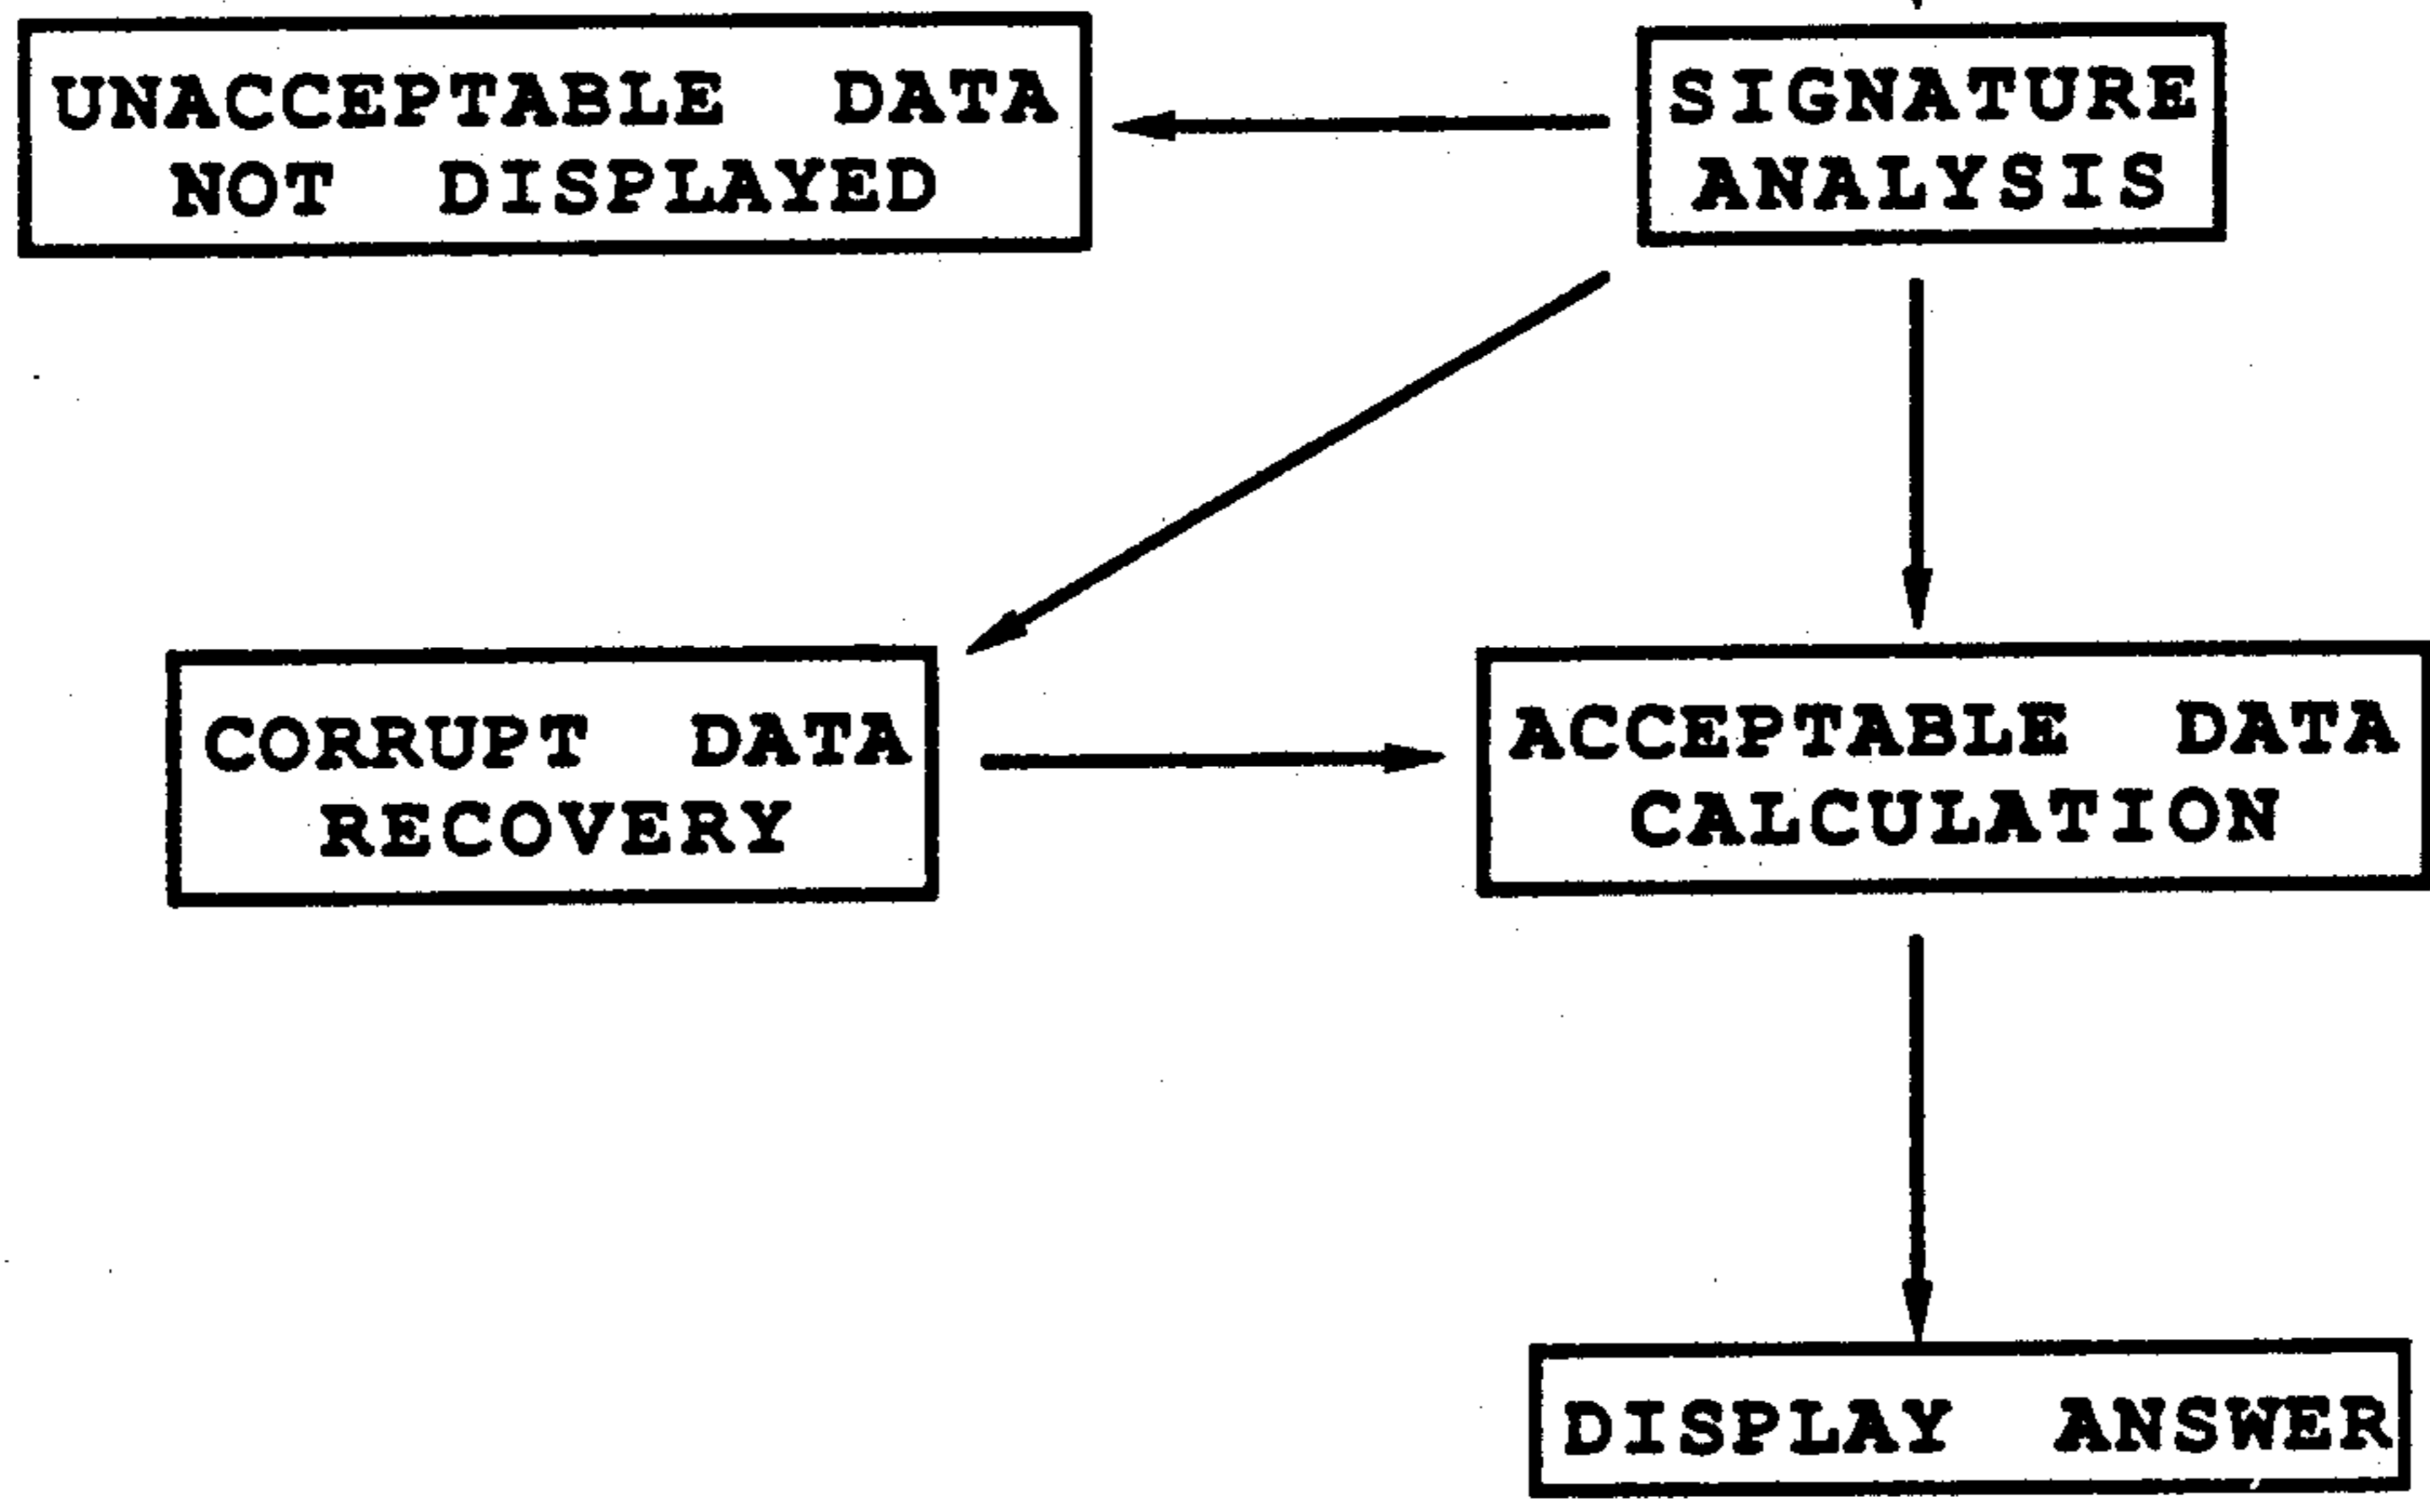 UNACCEPTABLE DATA
NOT DISPLAYED
SIGNATURE
ANALYSIS
CORRUPT DATA
RECOVERY
ACCEPTABLE DATA
CALCULATION
DISPLAY ANSWER